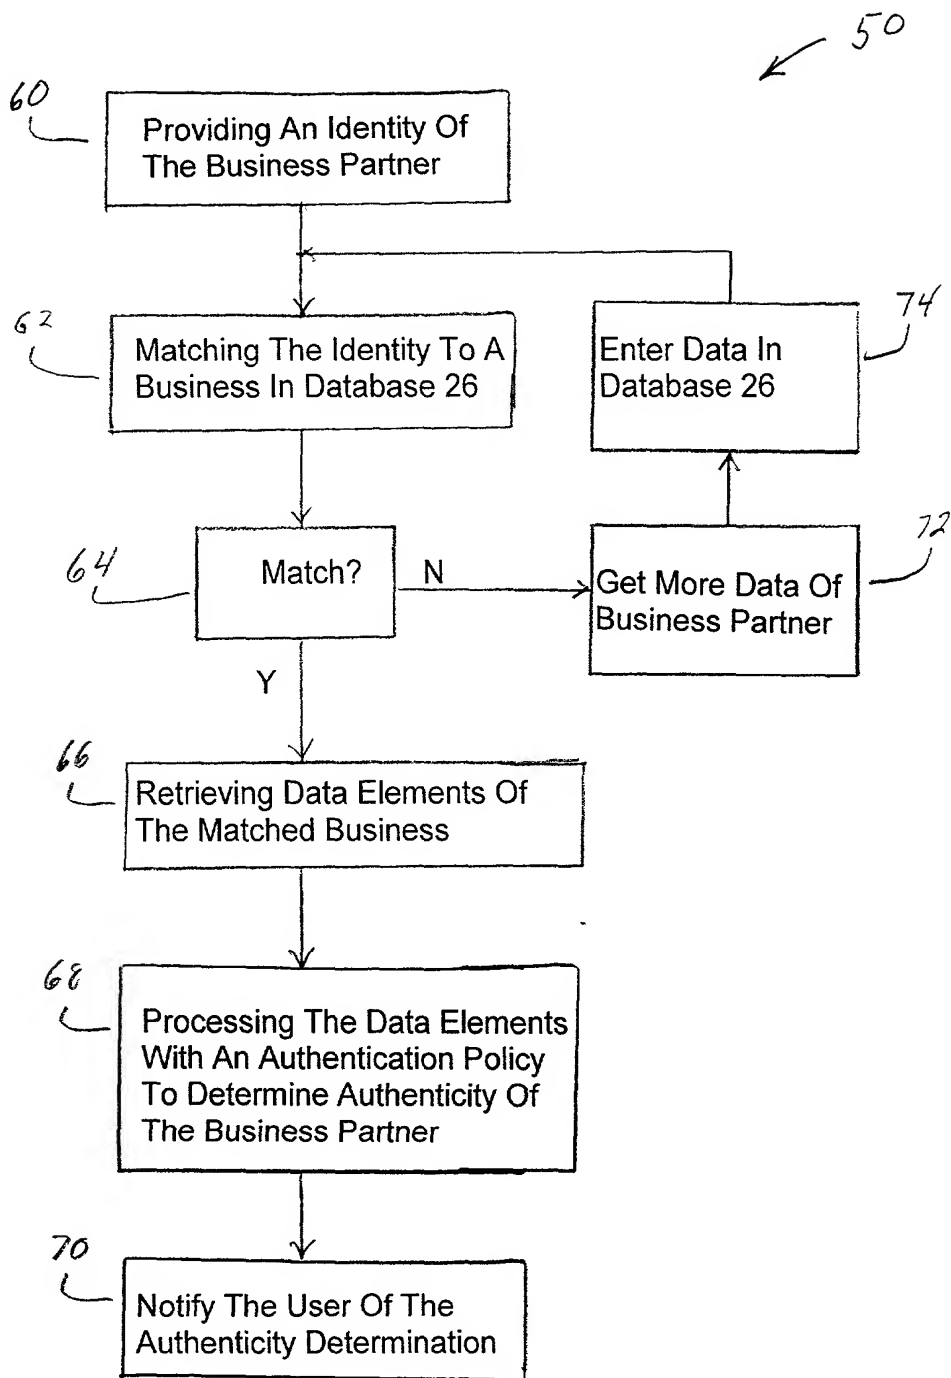 50
60
Providing An Identity Of
The Business Partner
62
Matching The Identity To A
Business In Database 26
74
Enter Data In
Database 26
64
Match?
N
72
Get More Data Of
Business Partner
Y
66
Retrieving Data Elements Of
The Matched Business
68
Processing The Data Elements
With An Authentication Policy
To Determine Authenticity Of
The Business Partner
70
Notify The User Of The
Authenticity Determination